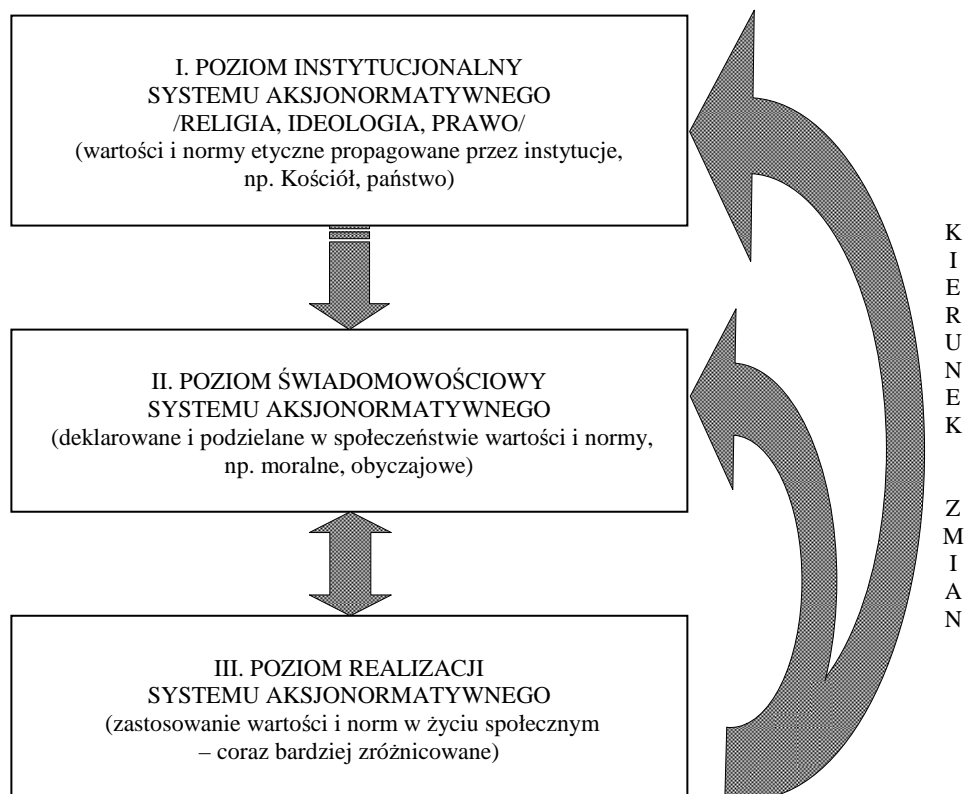 I. POZIOM INSTYTUCJONALNY
SYSTEMU AKSJONORMATYWNEGO
/RELIGIA, IDEOLOGIA, PRAWO/
(wartości i normy etyczne propagowane przez instytucje,
np. Kościół, państwo)
II. POZIOM ŚWIADOMOWOŚCIOWY
SYSTEMU AKSJONORMATYWNEGO
(deklarowane i podzielane w społeczeństwie wartości i normy,
np. moralne, obyczajowe)
III. POZIOM REALIZACJI
SYSTEMU AKSJONORMATYWNEGO
(zastosowanie wartości i norm w życiu społecznym
– coraz bardziej zróżnicowane)
KIERUNEK ZMIAN